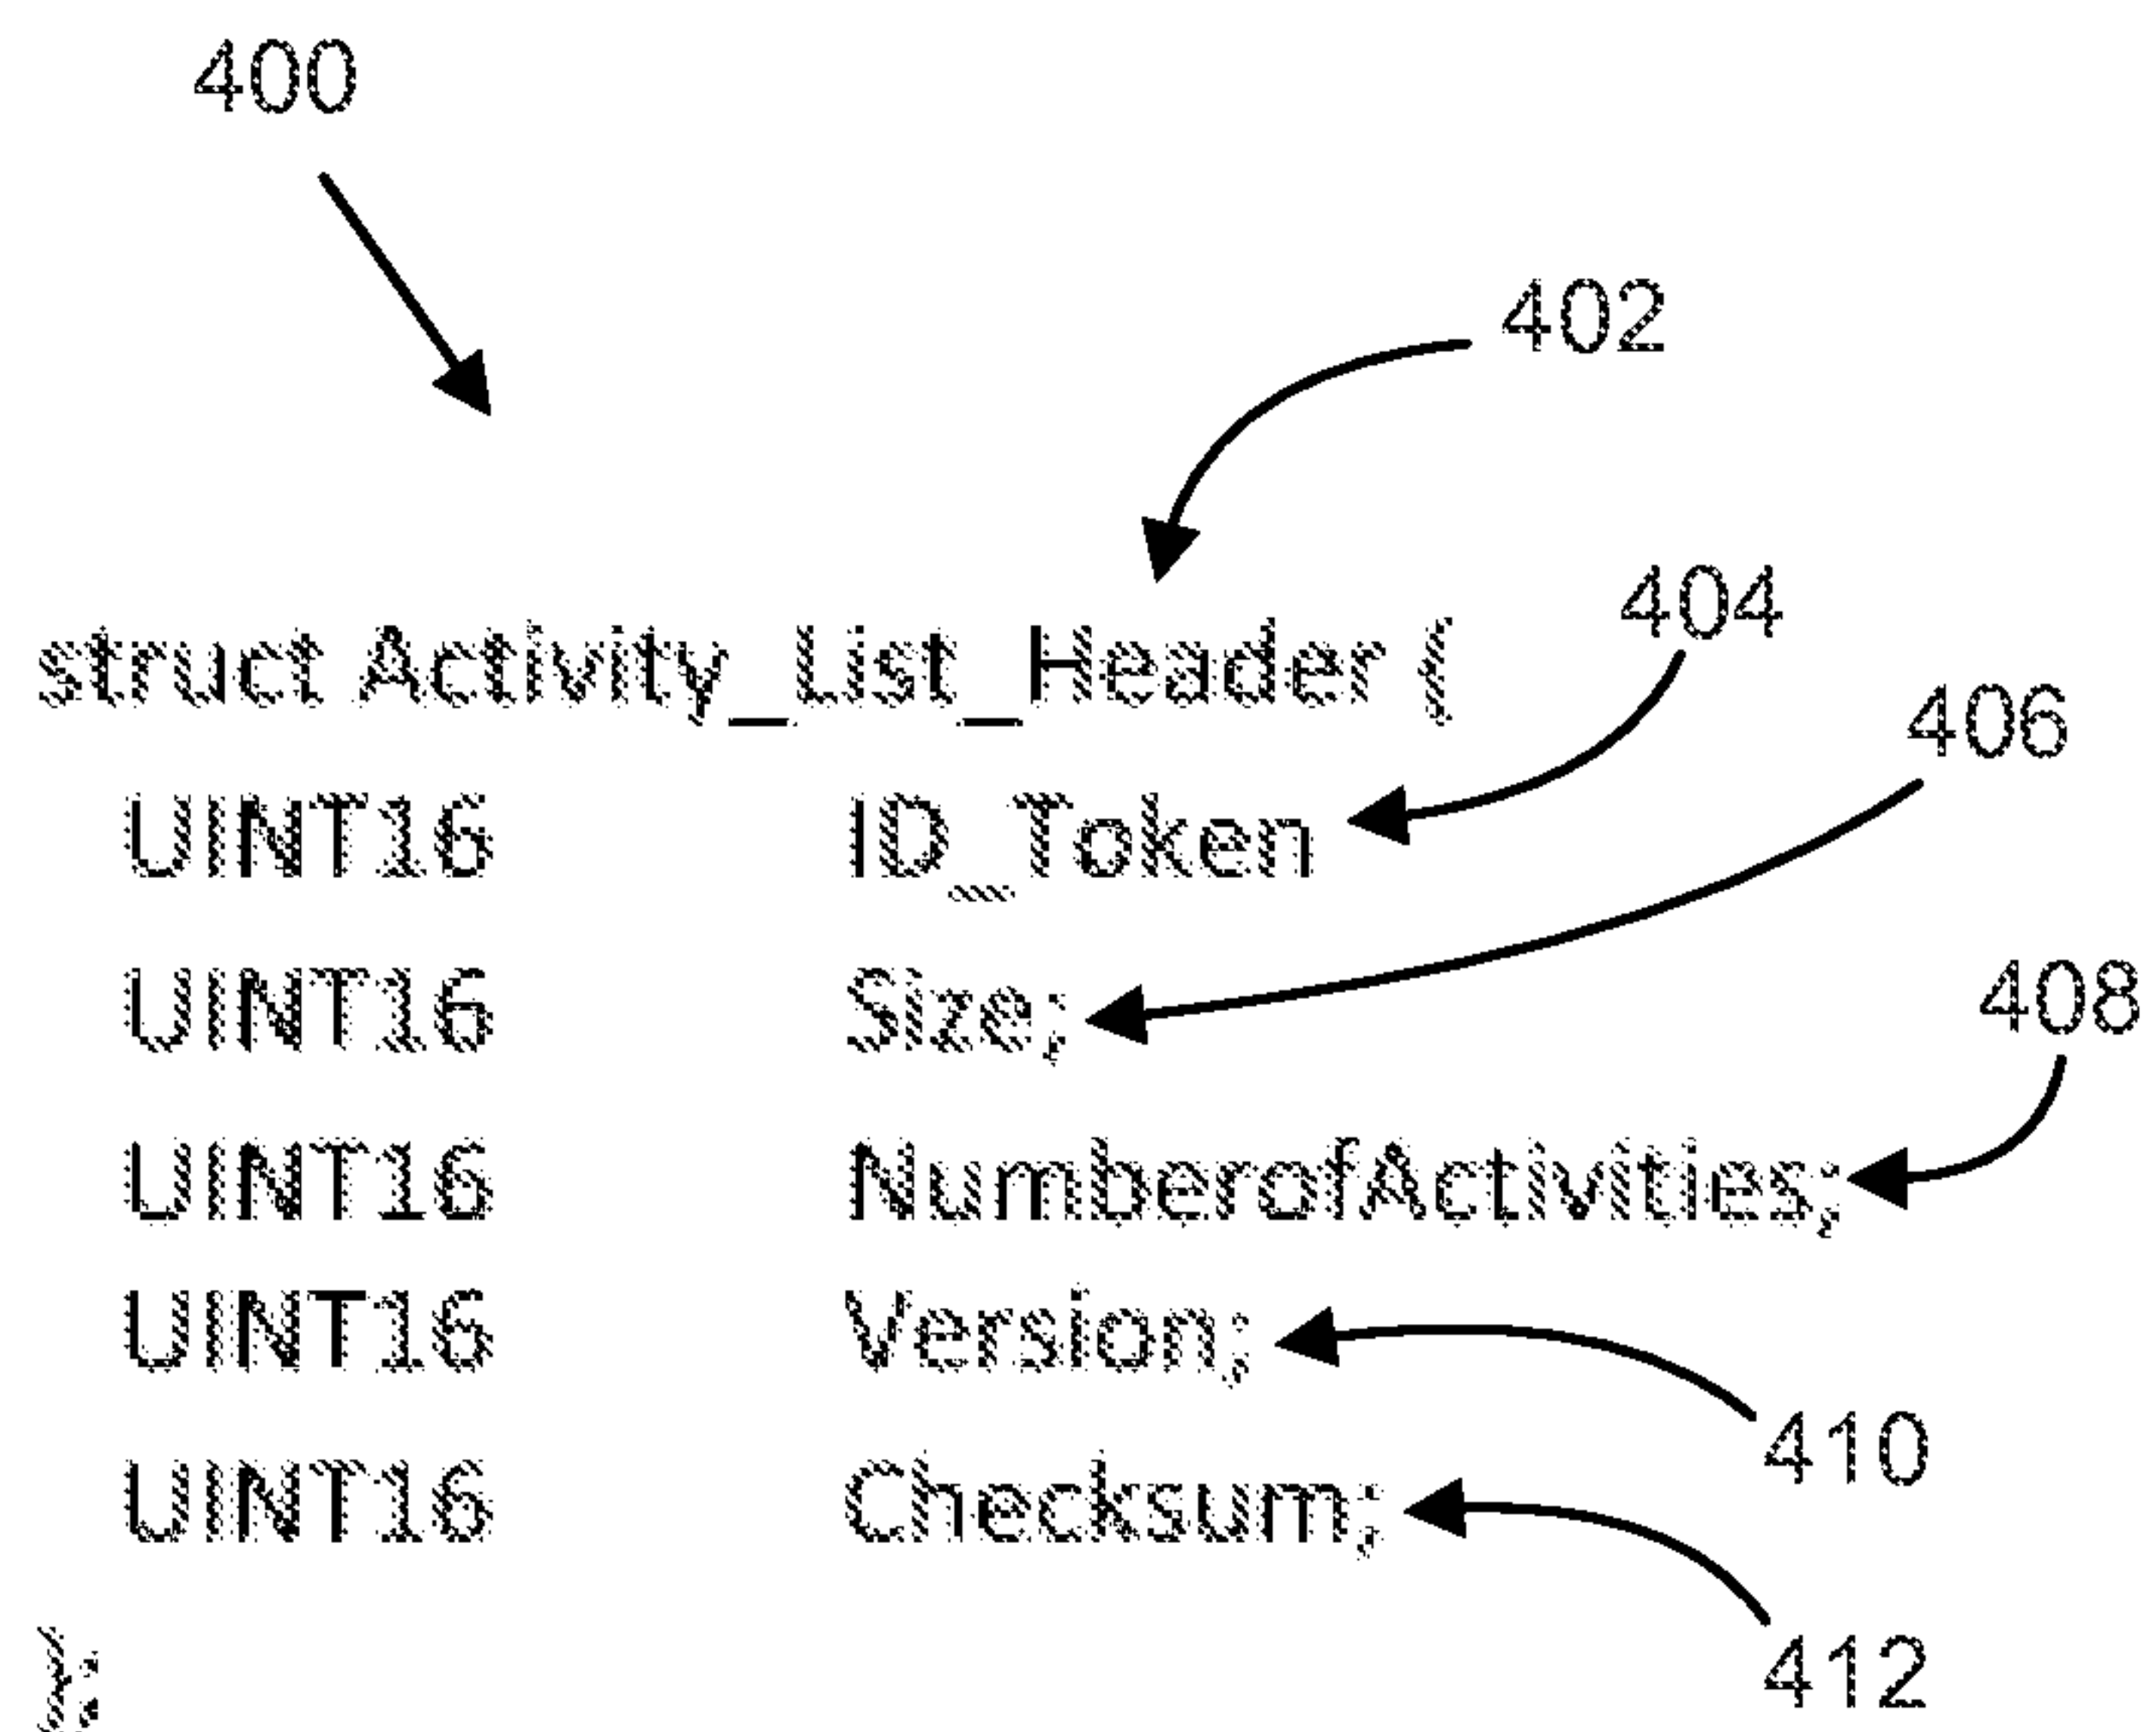 400
402
struct Activity_List_Header {
404
406
UINT16 ID_Token
UINT16 Size;
408
UINT16 NumberofActivities;
UINT16 Version;
410
UINT16 Checksum;
412
};